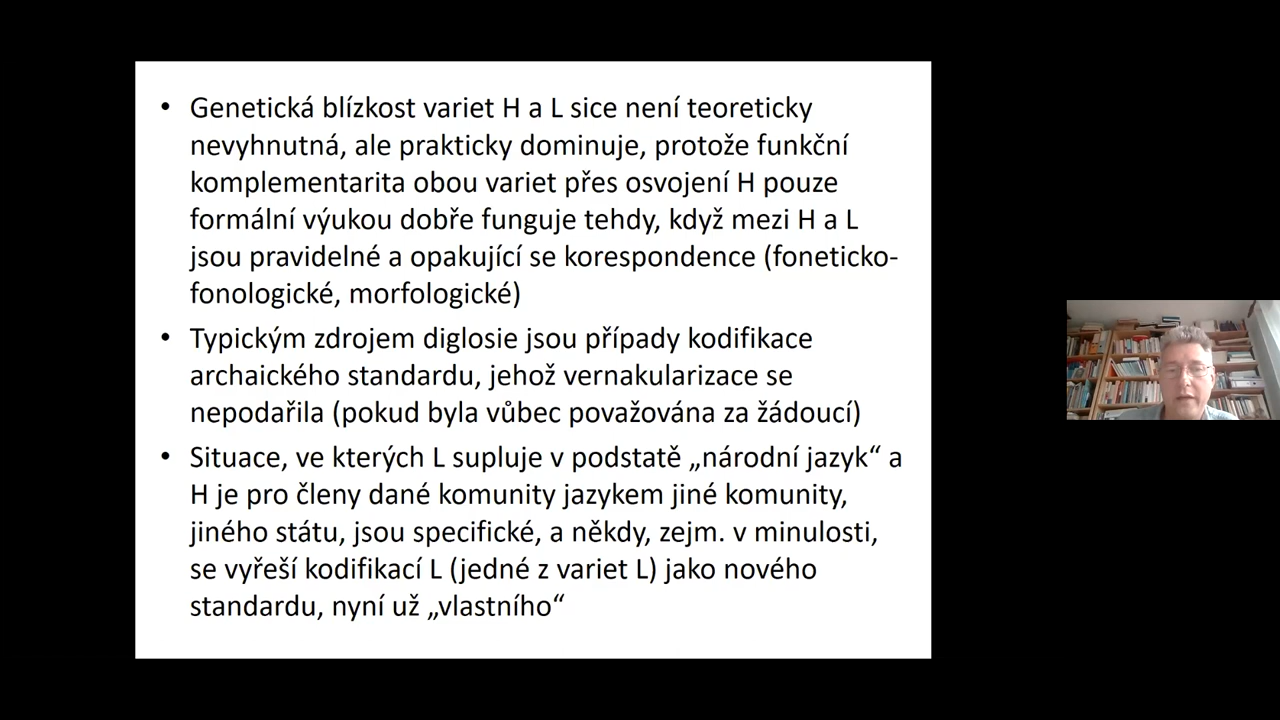 • Genetická blízkost variet H a L sice není teoreticky
nevyhnutná, ale prakticky dominuje, protože funkční
komplementarita obou variet přes osvojení H pouze
formální výukou dobře funguje tehdy, když mezi H a L
jsou pravidelné a opakující se korespondence (foneticko-
fonologické, morfologické)
• Typickým zdrojem diglosie jsou případy kodifikace
archaického standardu, jehož vernakularizace se
nepodařila (pokud byla vůbec považována za žádoucí)
• Situace, ve kterých L supluje v podstatě „národní jazyk“ a
H je pro členy dané komunity jazykem jiné komunity,
jiného státu, jsou specifické, a někdy, zejm. v minulosti,
se vyřeší kodifikací L (jedné z variet L) jako nového
standardu, nyní už „vlastního“